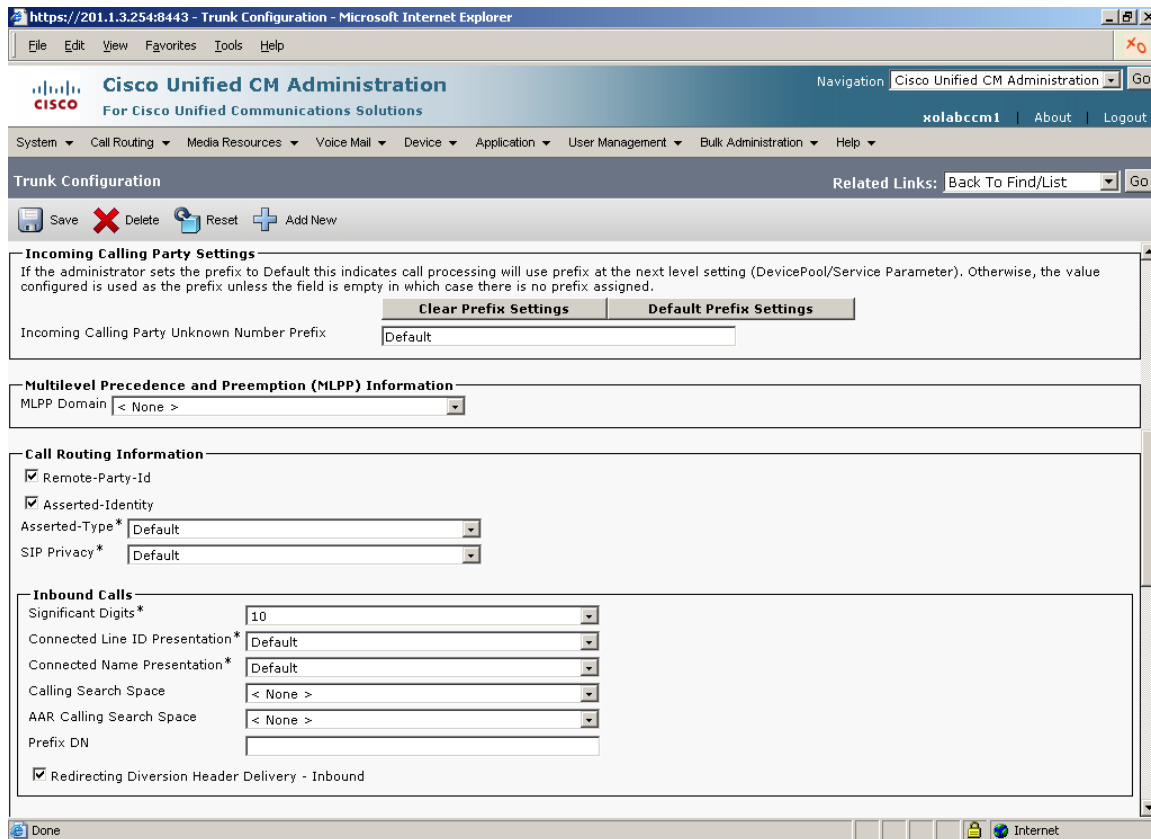 https://201.1.3.254:8443 - Trunk Configuration - Microsoft Internet Explorer
File Edit View Favorites Tools Help
CISCO
Cisco Unified CM Administration
For Cisco Unified Communications Solutions
Navigation Cisco Unified CM Administration Go
xolabccm1 | About | Logout
System Call Routing Media Resources Voice Mail Device Application User Management Bulk Administration Help
Trunk Configuration
Related Links: Back To Find/List Go
Save Delete Reset Add New
Incoming Calling Party Settings
If the administrator sets the prefix to Default this indicates call processing will use prefix at the next level setting (DevicePool/Service Parameter). Otherwise, the value
configured is used as the prefix unless the field is empty in which case there is no prefix assigned.
Clear Prefix Settings Default Prefix Settings
Incoming Calling Party Unknown Number Prefix Default
Multilevel Precedence and Preemption (MLPP) Information
MLPP Domain < None >
Call Routing Information
Remote-Party-Id
Asserted-Identity
Asserted-Type* Default
SIP Privacy* Default
Inbound Calls
Significant Digits* 10
Connected Line ID Presentation* Default
Connected Name Presentation* Default
Calling Search Space < None >
AAR Calling Search Space < None >
Prefix DN
Redirecting Diversion Header Delivery - Inbound
Done
Internet